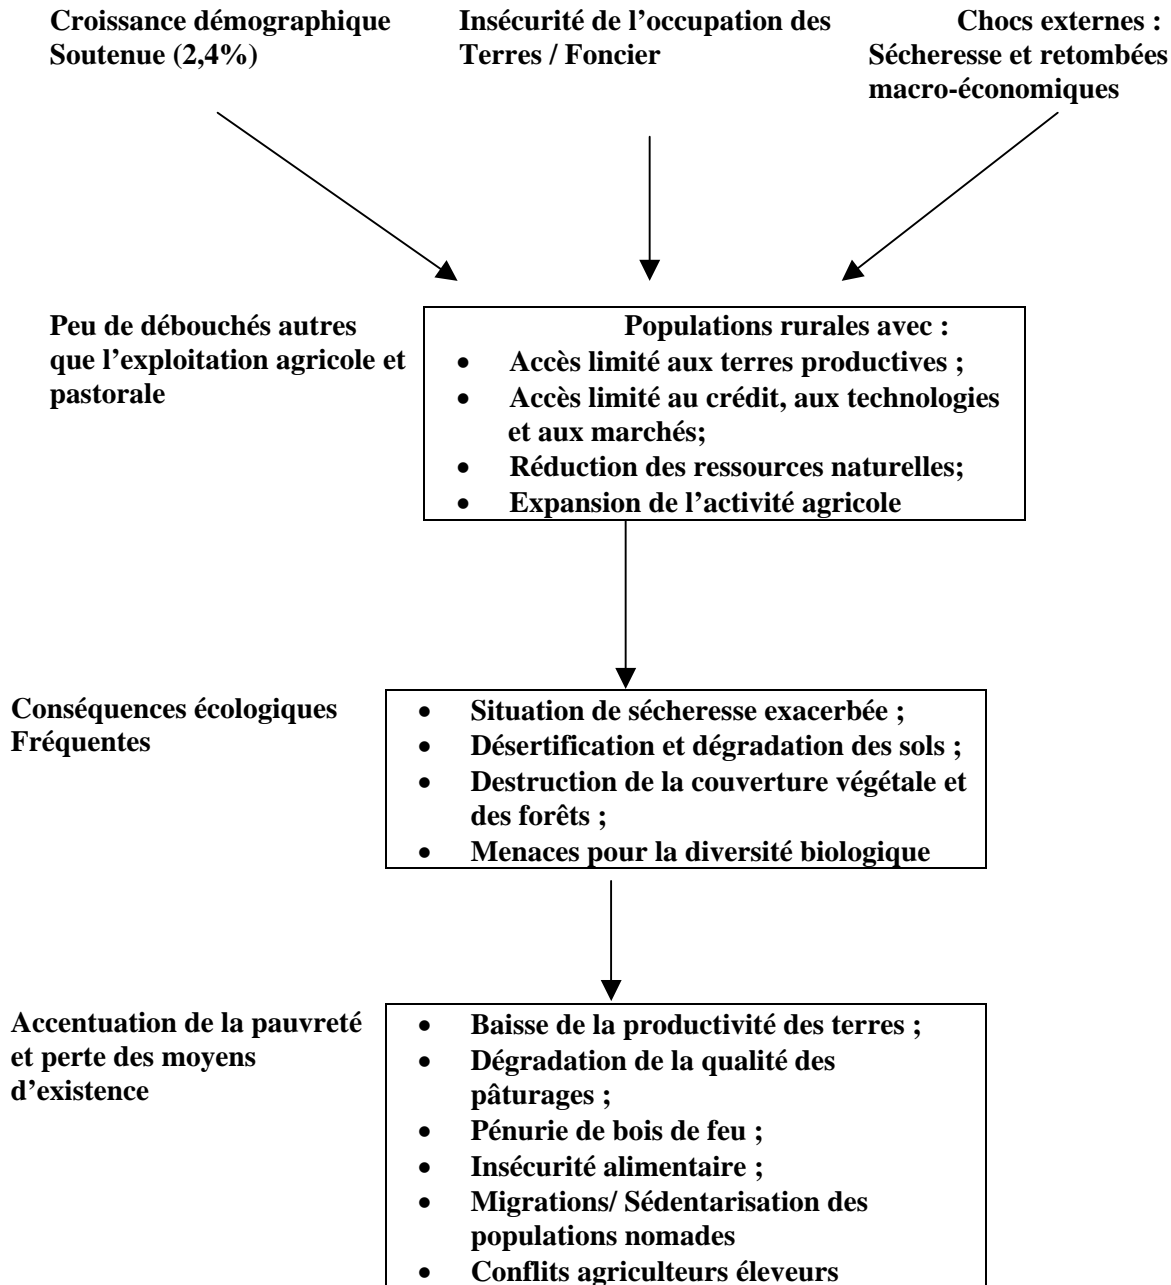 Croissance démographique
Soutenue (2,4%)
Insécurité de l’occupation des
Terres / Foncier
Chocs externes :
Sécheresse et retombées
macro-économiques
Peu de débouchés autres
que l’exploitation agricole et
pastorale
Populations rurales avec :
• Accès limité aux terres productives ;
• Accès limité au crédit, aux technologies
et aux marchés;
• Réduction des ressources naturelles;
• Expansion de l’activité agricole
Conséquences écologiques
Fréquentes
• Situation de sécheresse exacerbée ;
• Désertification et dégradation des sols ;
• Destruction de la couverture végétale et
des forêts ;
• Menaces pour la diversité biologique
Accentuation de la pauvreté
et perte des moyens
d’existence
• Baisse de la productivité des terres ;
• Dégradation de la qualité des
pâturages ;
• Pénurie de bois de feu ;
• Insécurité alimentaire ;
• Migrations/ Sédentarisation des
populations nomades
• Conflits agriculteurs éleveurs